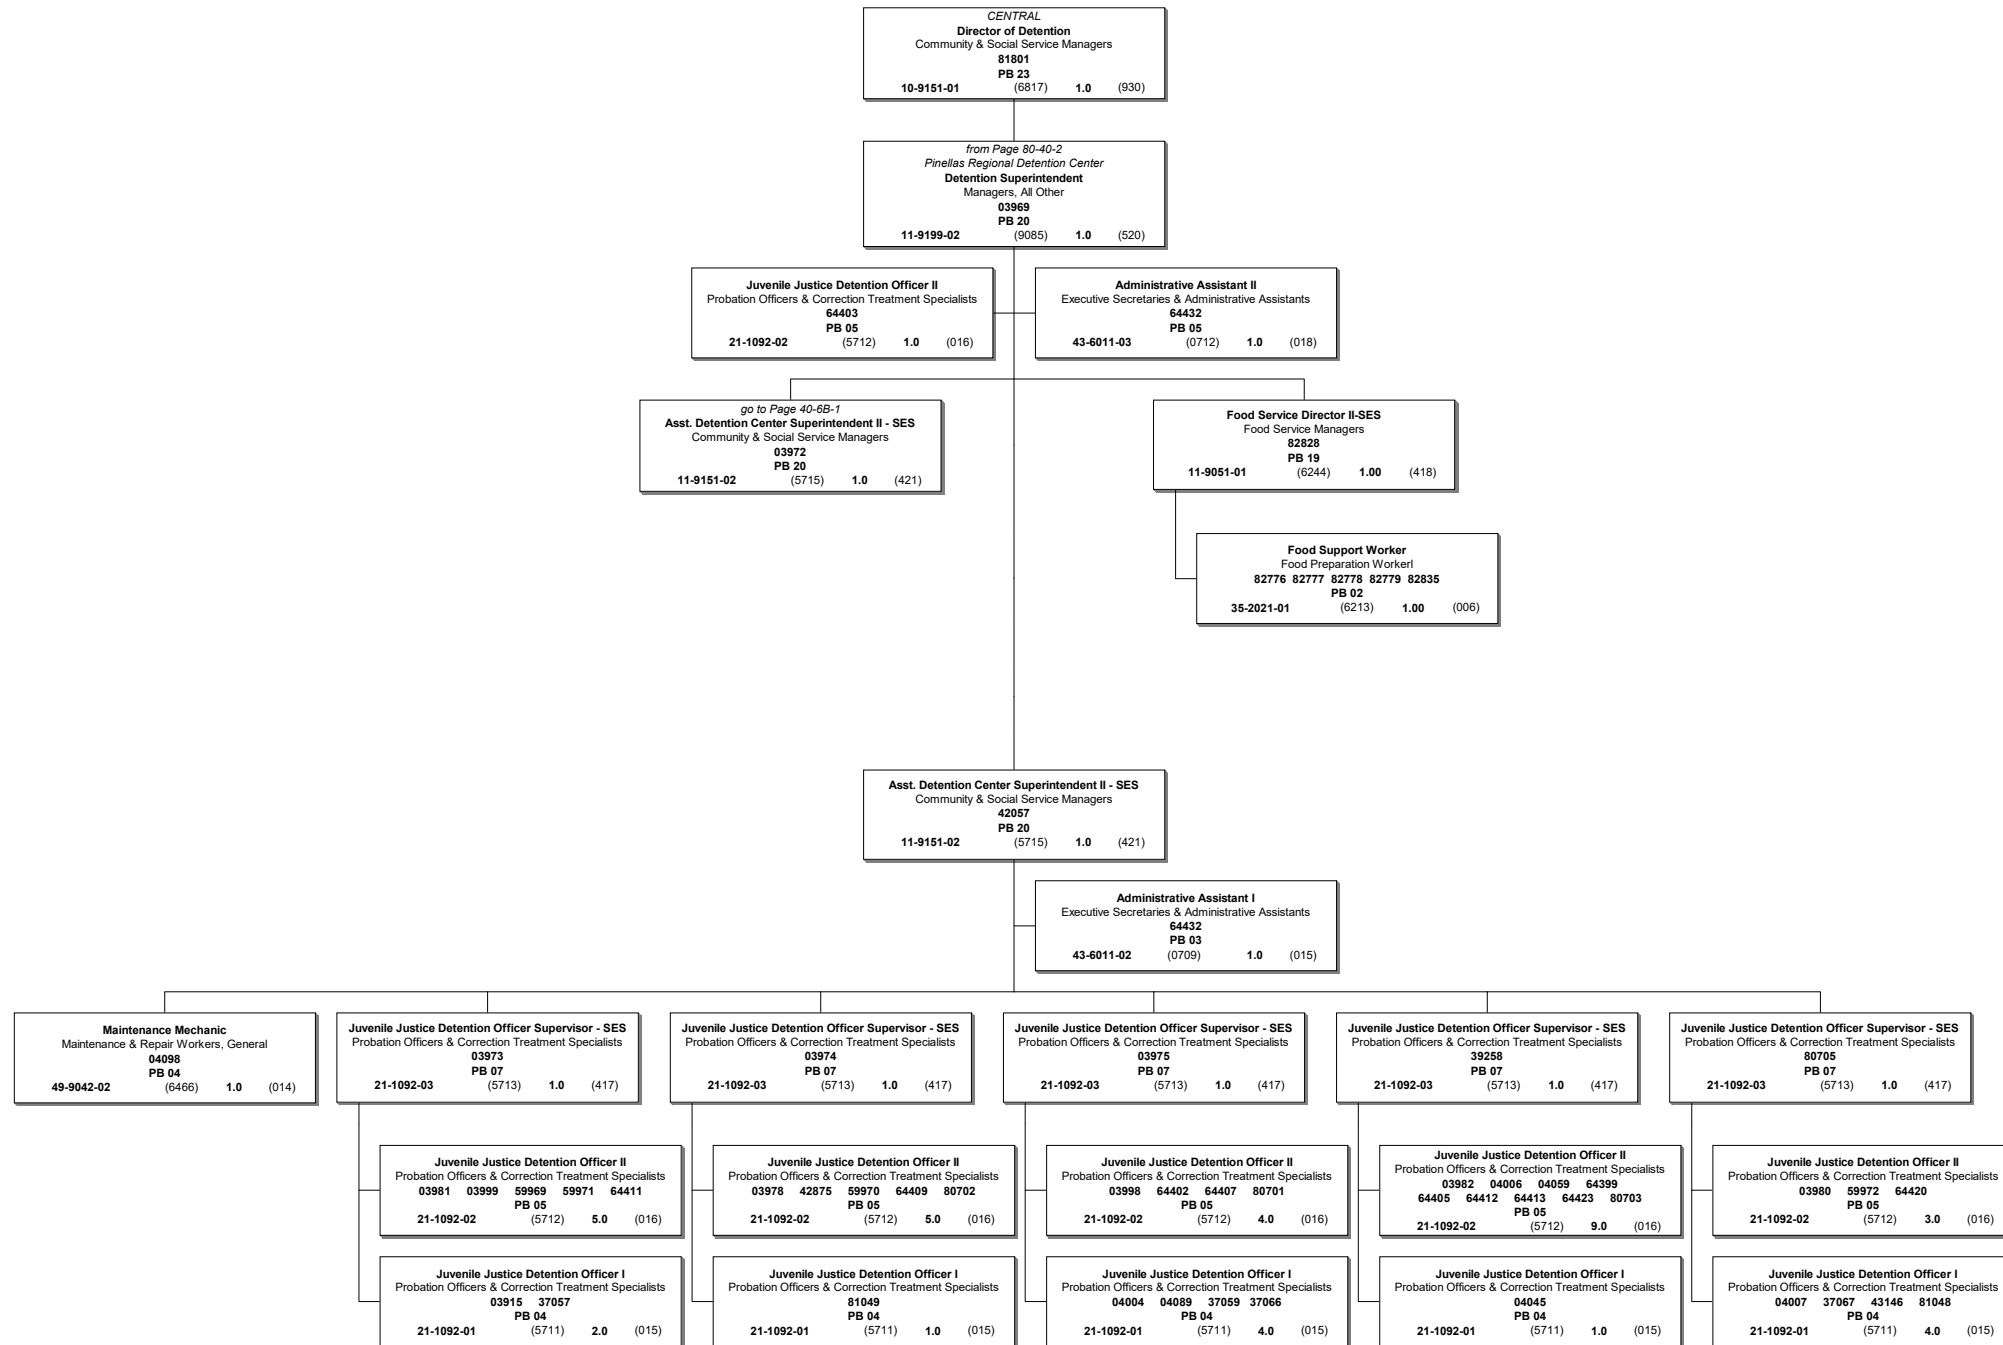 CENTRAL
Director of Detention
Community & Social Service Managers
81801
PB 23
10-9151-01 (6817) 1.0 (930)
from Page 80-40-2
Pinellas Regional Detention Center
Detention Superintendent
Managers, All Other
03969
PB 20
11-9199-02 (9085) 1.0 (520)
Juvenile Justice Detention Officer II
Probation Officers & Correction Treatment Specialists
64403
PB 05
21-1092-02 (5712) 1.0 (016)
Administrative Assistant II
Executive Secretaries & Administrative Assistants
64432
PB 05
43-6011-03 (0712) 1.0 (018)
go to Page 40-6B-1
Asst. Detention Center Superintendent II - SES
Community & Social Service Managers
03972
PB 20
11-9151-02 (5715) 1.0 (421)
Food Service Director II-SES
Food Service Managers
82828
PB 19
11-9051-01 (6244) 1.00 (418)
Food Support Worker
Food Preparation Workerl
82776 82777 82778 82779 82835
PB 02
35-2021-01 (6213) 1.00 (006)
Asst. Detention Center Superintendent II - SES
Community & Social Service Managers
42057
PB 20
11-9151-02 (5715) 1.0 (421)
Administrative Assistant I
Executive Secretaries & Administrative Assistants
64432
PB 03
43-6011-02 (0709) 1.0 (015)
Maintenance Mechanic
Maintenance & Repair Workers, General
04098
PB 04
49-9042-02 (6466) 1.0 (014)
Juvenile Justice Detention Officer Supervisor - SES
Probation Officers & Correction Treatment Specialists
03973
PB 07
21-1092-03 (5713) 1.0 (417)
Juvenile Justice Detention Officer Supervisor - SES
Probation Officers & Correction Treatment Specialists
03974
PB 07
21-1092-03 (5713) 1.0 (417)
Juvenile Justice Detention Officer Supervisor - SES
Probation Officers & Correction Treatment Specialists
03975
PB 07
21-1092-03 (5713) 1.0 (417)
Juvenile Justice Detention Officer Supervisor - SES
Probation Officers & Correction Treatment Specialists
39258
PB 07
21-1092-03 (5713) 1.0 (417)
Juvenile Justice Detention Officer Supervisor - SES
Probation Officers & Correction Treatment Specialists
80705
PB 07
21-1092-03 (5713) 1.0 (417)
Juvenile Justice Detention Officer II
Probation Officers & Correction Treatment Specialists
03981 03999 59969 59971 64411
PB 05
21-1092-02 (5712) 5.0 (016)
Juvenile Justice Detention Officer II
Probation Officers & Correction Treatment Specialists
03978 42875 59970 64409 80702
PB 05
21-1092-02 (5712) 5.0 (016)
Juvenile Justice Detention Officer II
Probation Officers & Correction Treatment Specialists
03998 64402 64407 80701
PB 05
21-1092-02 (5712) 4.0 (016)
Juvenile Justice Detention Officer II
Probation Officers & Correction Treatment Specialists
03982 04006 04059 64399
64405 64412 64413 64423 80703
PB 05
21-1092-02 (5712) 9.0 (016)
Juvenile Justice Detention Officer II
Probation Officers & Correction Treatment Specialists
03980 59972 64420
PB 05
21-1092-02 (5712) 3.0 (016)
Juvenile Justice Detention Officer I
Probation Officers & Correction Treatment Specialists
03915 37057
PB 04
21-1092-01 (5711) 2.0 (015)
Juvenile Justice Detention Officer I
Probation Officers & Correction Treatment Specialists
81049
PB 04
21-1092-01 (5711) 1.0 (015)
Juvenile Justice Detention Officer I
Probation Officers & Correction Treatment Specialists
04004 04089 37059 37066
PB 04
21-1092-01 (5711) 4.0 (015)
Juvenile Justice Detention Officer I
Probation Officers & Correction Treatment Specialists
04045
PB 04
21-1092-01 (5711) 1.0 (015)
Juvenile Justice Detention Officer I
Probation Officers & Correction Treatment Specialists
04007 37067 43146 81048
PB 04
21-1092-01 (5711) 4.0 (015)